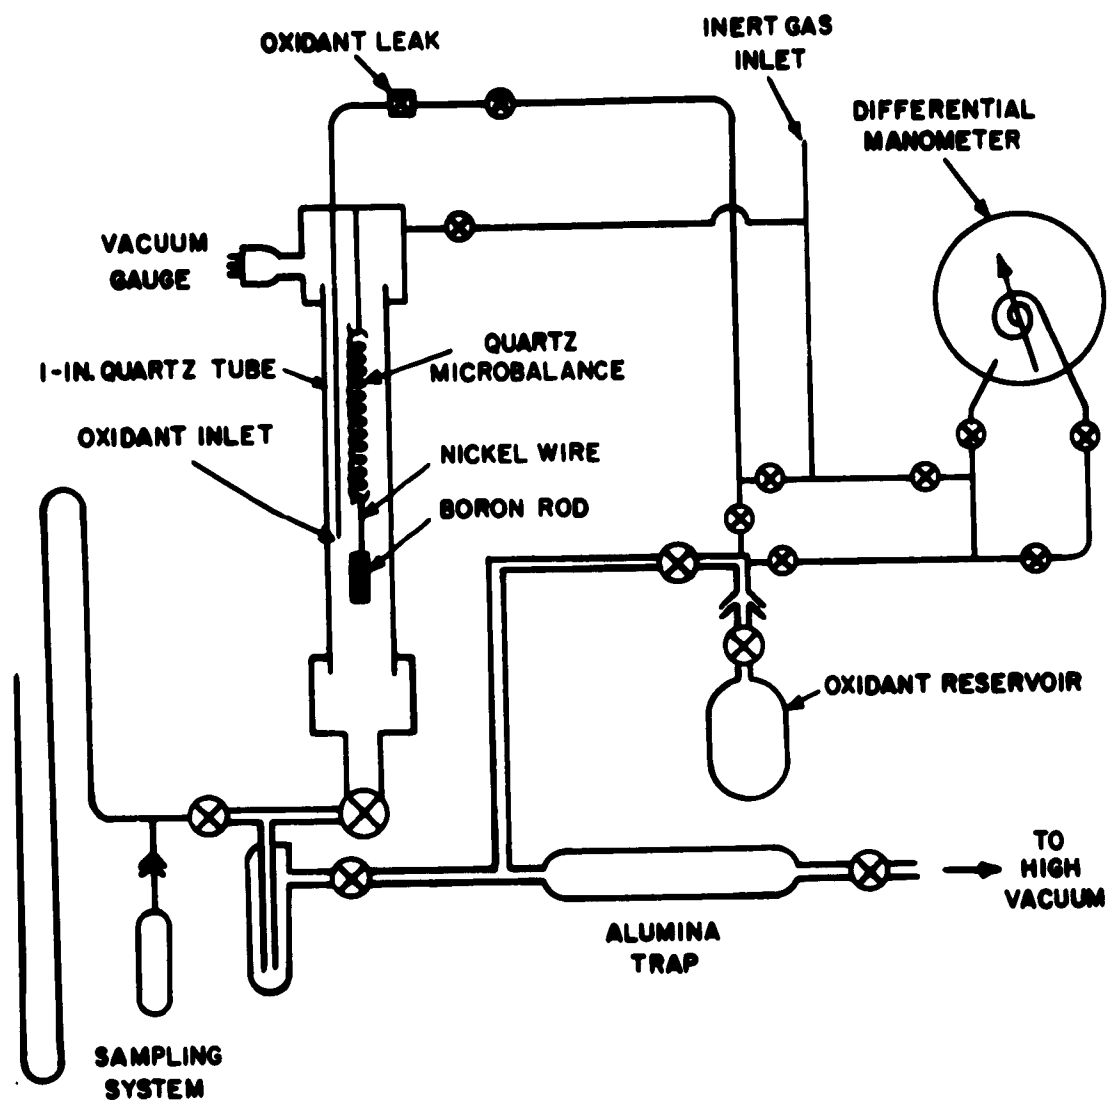 OXIDANT LEAK
INERT GAS
INLET
DIFFERENTIAL
MANOMETER
VACUUM
GAUGE
QUARTZ
MICROBALANCE
1-IN. QUARTZ TUBE
OXIDANT INLET
NICKEL WIRE
BORON ROD
OXIDANT RESERVOIR
TO
HIGH
VACUUM
ALUMINA
TRAP
SAMPLING
SYSTEM